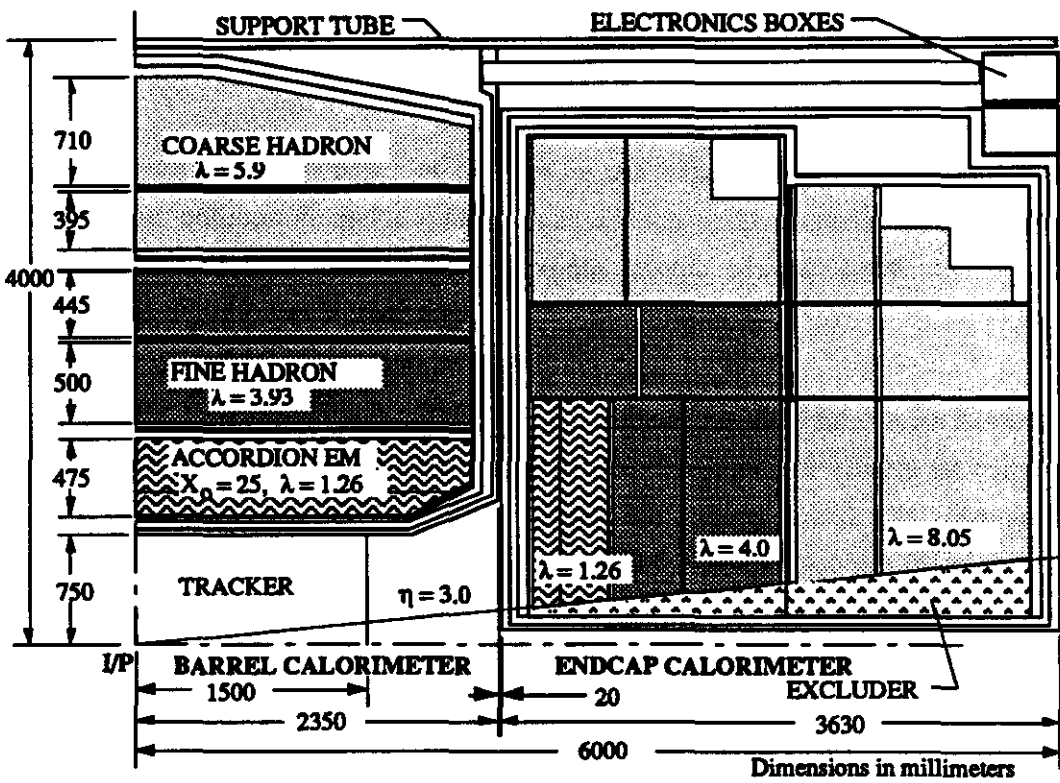 SUPPORT TUBE
ELECTRONICS BOXES
710
COARSE HADRON
λ = 5.9
395
4000
445
500
FINE HADRON
λ = 3.93
475
ACCORDION EM
X₀ = 25, λ = 1.26
λ = 1.26
λ = 4.0
λ = 8.05
750
TRACKER
η = 3.0
I/P
BARREL CALORIMETER
ENDCAP CALORIMETER
EXCLUDER
1500
20
2350
3630
6000
Dimensions in millimeters